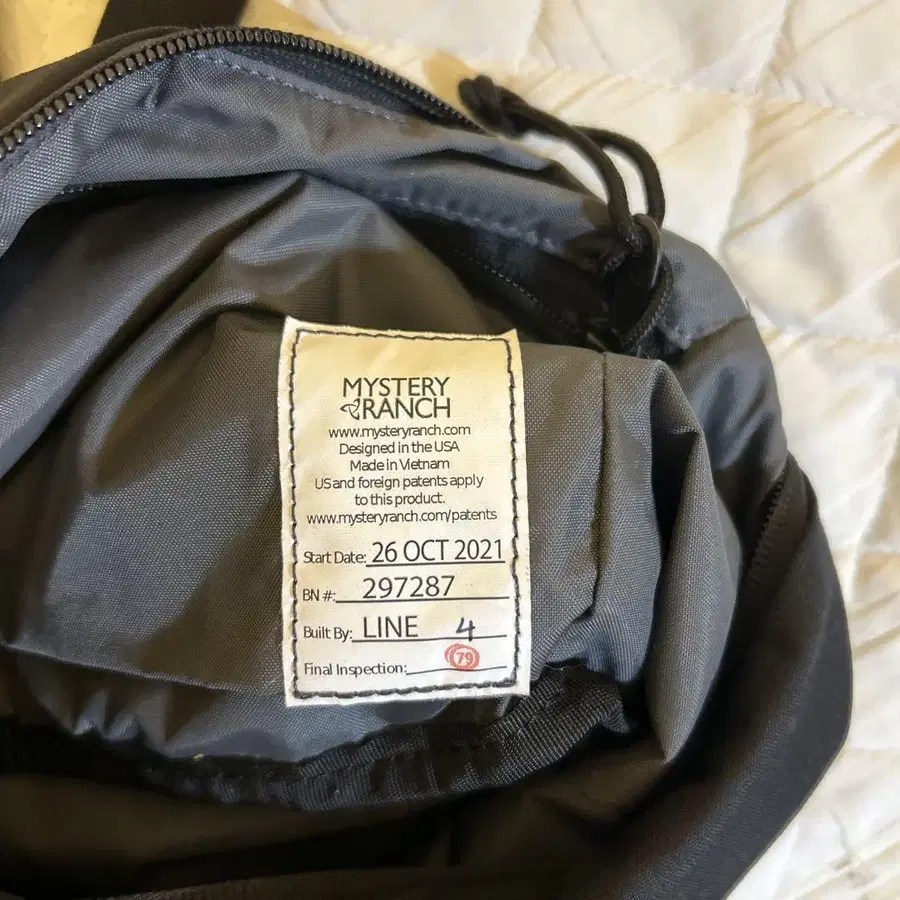 MYSTERY
RANCH
www.mysteryranch.com
Designed in the USA
Made in Vietnam
US and foreign patents apply
to this product.
www.mysteryranch.com/patents
Start Date: 26 OCT 2021
BN #: 297287
Built By: LINE 4
Final Inspection: 79